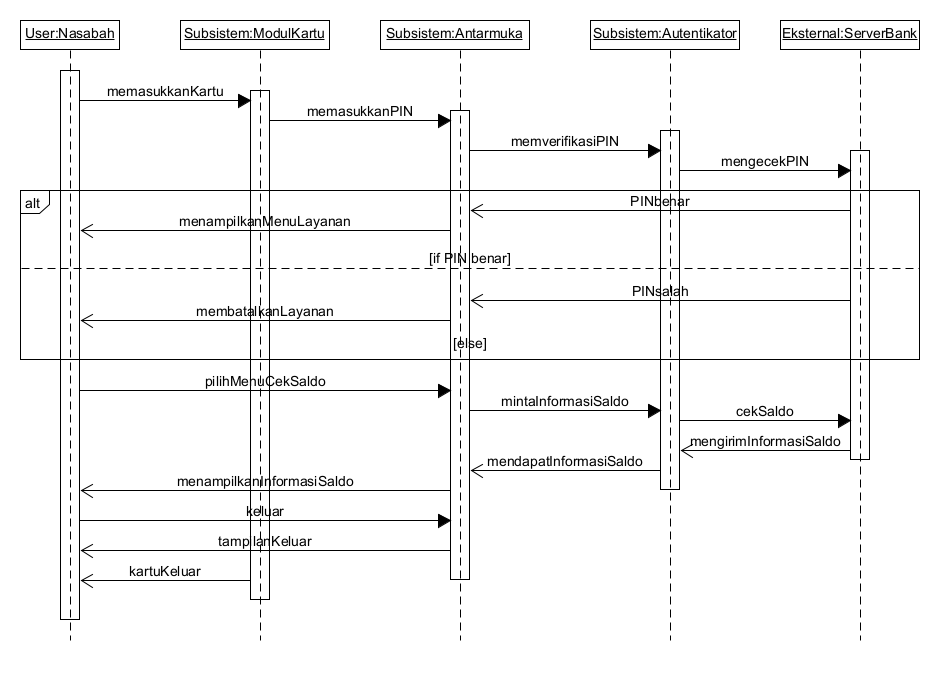 User:Nasabah
Subsistem:ModulKartu
Subsistem:Antarmuka
Subsistem:Autentikator
Eksternal:ServerBank
memasukkanKartu
memasukkanPIN
memverifikasiPIN
mengecekPIN
alt
PINbenar
menampilkanMenuLayanan
[if PIN benar]
PINsalah
membatalkanLayanan
[else]
pilihMenuCekSaldo
mintaInformasiSaldo
cekSaldo
mengirimInformasiSaldo
mendapatInformasiSaldo
menampilkanInformasiSaldo
keluar
tampilanKeluar
kartuKeluar